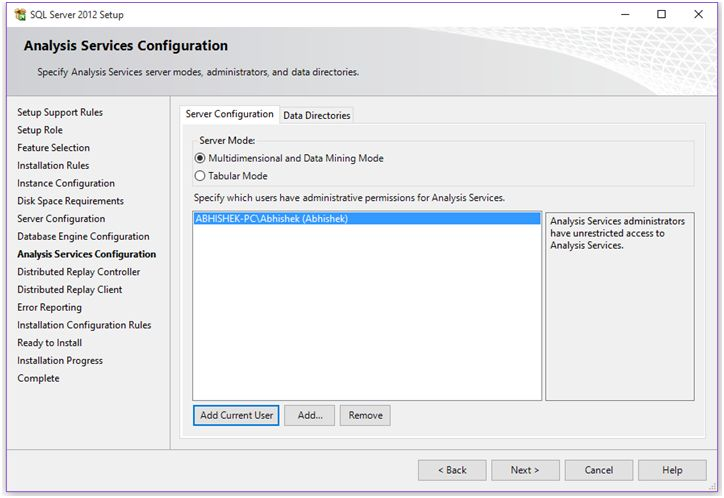 SQL Server 2012 Setup
Analysis Services Configuration
Specify Analysis Services server modes, administrators, and data directories.
Setup Support Rules
Setup Role
Feature Selection
Installation Rules
Instance Configuration
Disk Space Requirements
Server Configuration
Database Engine Configuration
Analysis Services Configuration
Distributed Replay Controller
Distributed Replay Client
Error Reporting
Installation Configuration Rules
Ready to Install
Installation Progress
Complete
Server Configuration
Data Directories
Server Mode:
Multidimensional and Data Mining Mode
Tabular Mode
Specify which users have administrative permissions for Analysis Services.
ABHISHEK-PC\Abhishek (Abhishek)
Analysis Services administrators
have unrestricted access to
Analysis Services.
Add Current User
Add...
Remove
< Back
Next >
Cancel
Help